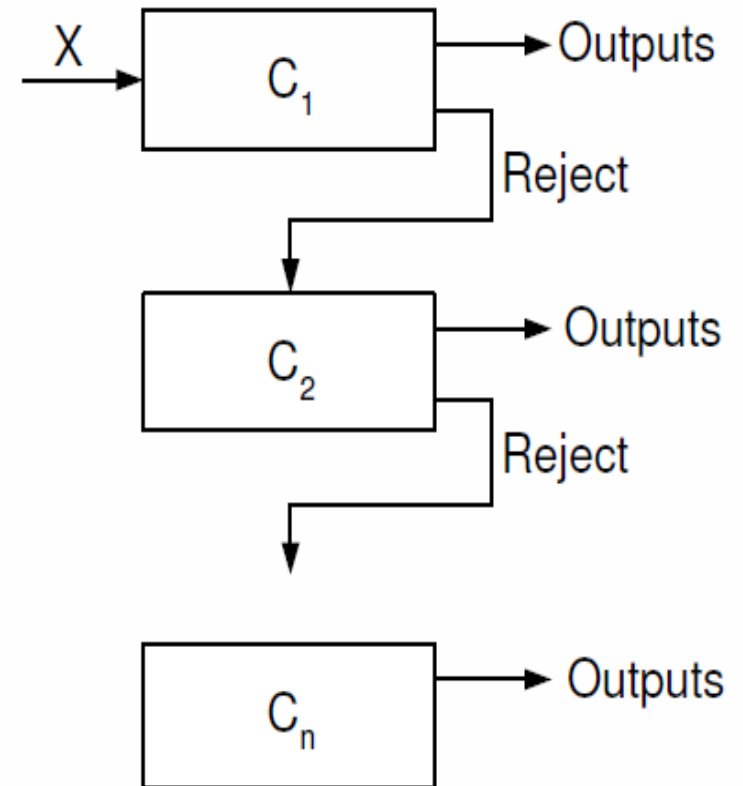 X
C₁
Outputs
Reject
C₂
Outputs
Reject
Cₙ
Outputs